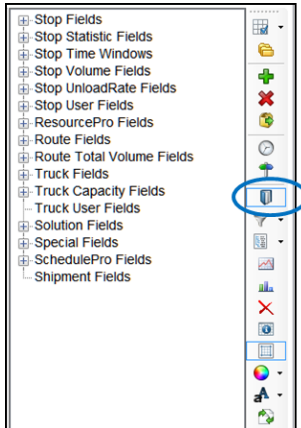 Stop Fields
Stop Statistic Fields
Stop Time Windows
Stop Volume Fields
Stop UnloadRate Fields
Stop User Fields
ResourcePro Fields
Route Fields
Route Total Volume Fields
Truck Fields
Truck Capacity Fields
Truck User Fields
Solution Fields
Special Fields
SchedulePro Fields
Shipment Fields